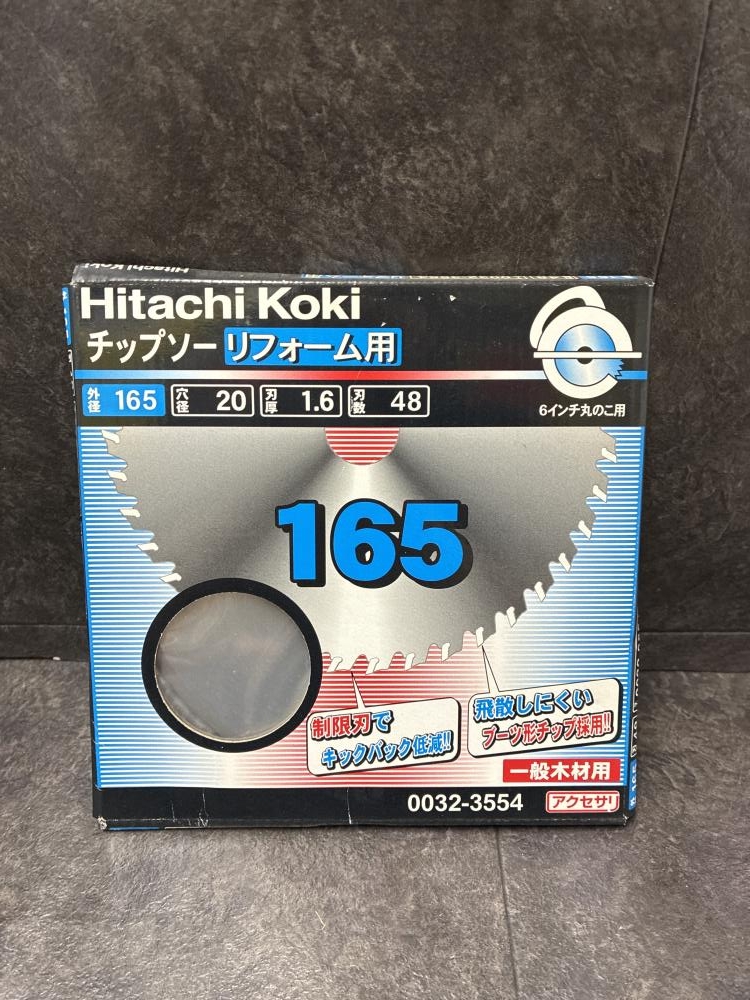 Hitachi Koki
Hitachi Koki
チップソー リフォーム用
外径 165 穴径 20 刃厚 1.6 刃数 48
6インチ丸のこ用
165
制限刃で
キックバック低減!!
飛散しにくい
ブーツ形チップ採用!!
一般木材用
0032-3554 アクセサリ